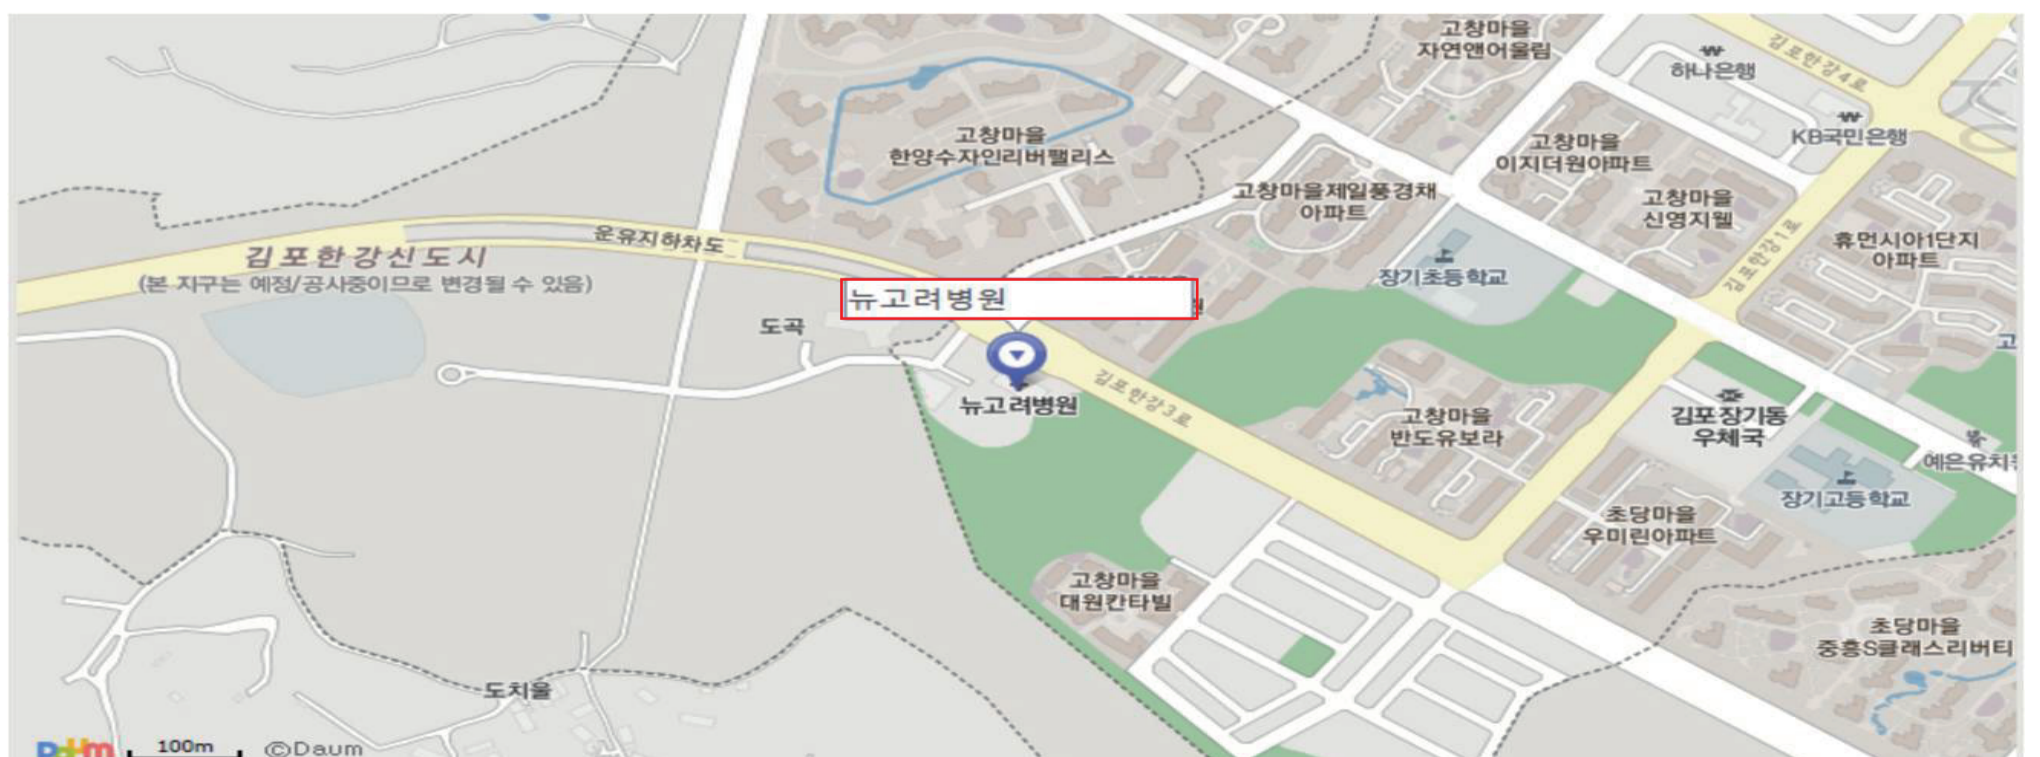 고창마을
자연앤어울림
김포한강4로
하나은행
KB국민은행
고창마을
한양수자인리버팰리스
고창마을
이지더원아파트
고창마을제일풍경채
아파트
고창마을
신영지웰
김포한강1로
휴먼시아1단지
아파트
운유지하차도
김포한강신도시
(본 지구는 예정/공사중이므로 변경될 수 있음)
장기초등학교
뉴고려병원
도곡
뉴고려병원
김포한강3로
고창마을
반도유보라
김포장기동
우체국
예은유치
장기고등학교
초당마을
우미린아파트
고창마을
대원칸타빌
초당마을
중흥S클래스리버티
도치울
Daum
100m
©Daum